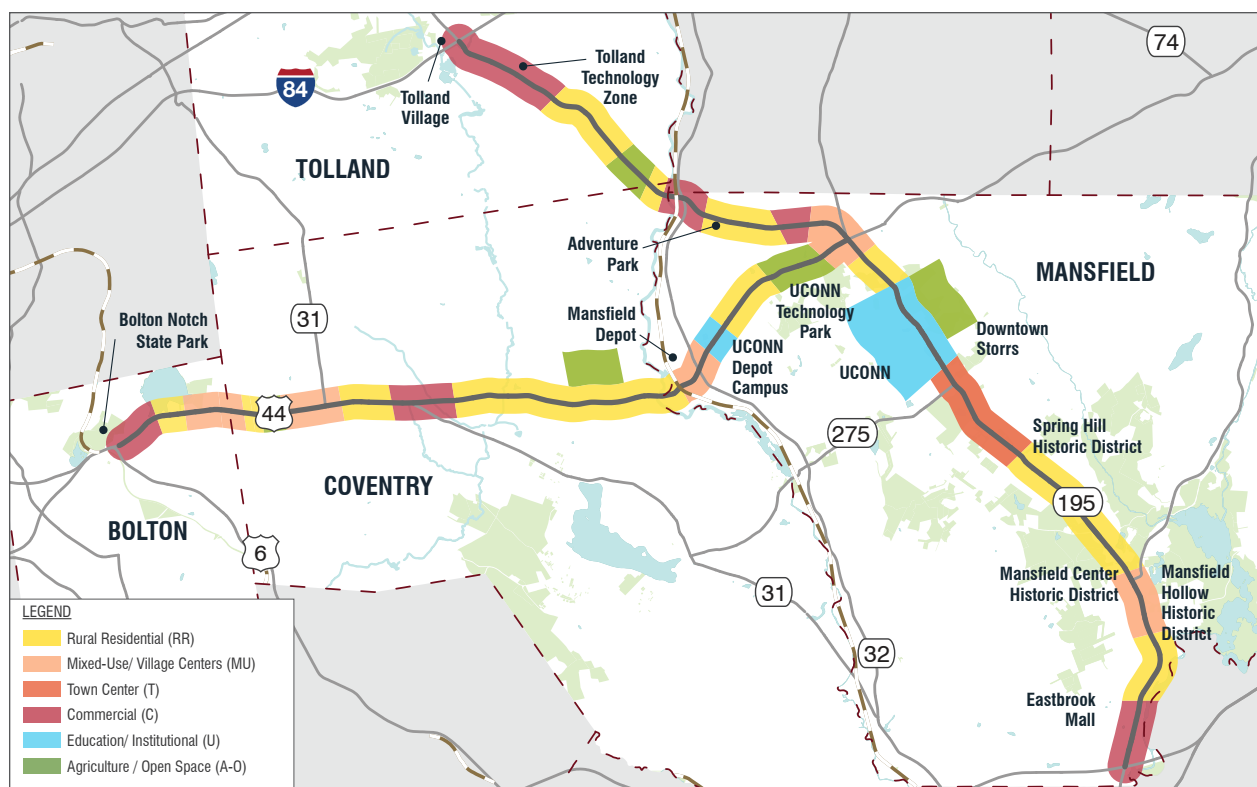 74
84
Tolland
Village
Tolland
Technology
Zone
TOLLAND
MANSFIELD
Adventure
Park
31
Bolton Notch
State Park
Mansfield
Depot
UCONN
Technology
Park
UCONN
Depot
Campus
Downtown
Storrs
UCONN
44
275
Spring Hill
Historic District
COVENTRY
195
BOLTON
6
Mansfield Center
Historic District
Mansfield
Hollow
Historic
District
31
32
Eastbrook
Mall
LEGEND
Rural Residential (RR)
Mixed-Use/ Village Centers (MU)
Town Center (T)
Commercial (C)
Education/ Institutional (U)
Agriculture / Open Space (A-O)